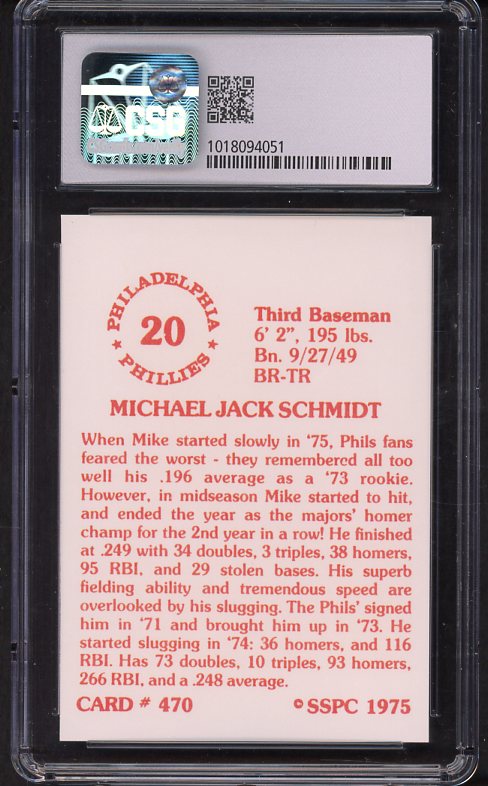 CSG
1018094051
PHILADELPHIA
20
PHILLIES
Third Baseman
6' 2", 195 lbs.
Bn. 9/27/49
BR-TR
MICHAEL JACK SCHMIDT
When Mike started slowly in '75, Phils fans
feared the worst - they remembered all too
well his .196 average as a '73 rookie.
However, in midseason Mike started to hit,
and ended the year as the majors' homer
champ for the 2nd year in a row! He finished
at .249 with 34 doubles, 3 triples, 38 homers,
95 RBI, and 29 stolen bases. His superb
fielding ability and tremendous speed are
overlooked by his slugging. The Phils' signed
him in '71 and brought him up in '73. He
started slugging in '74: 36 homers, and 116
RBI. Has 73 doubles, 10 triples, 93 homers,
266 RBI, and a .248 average.
CARD # 470 © SSPC 1975